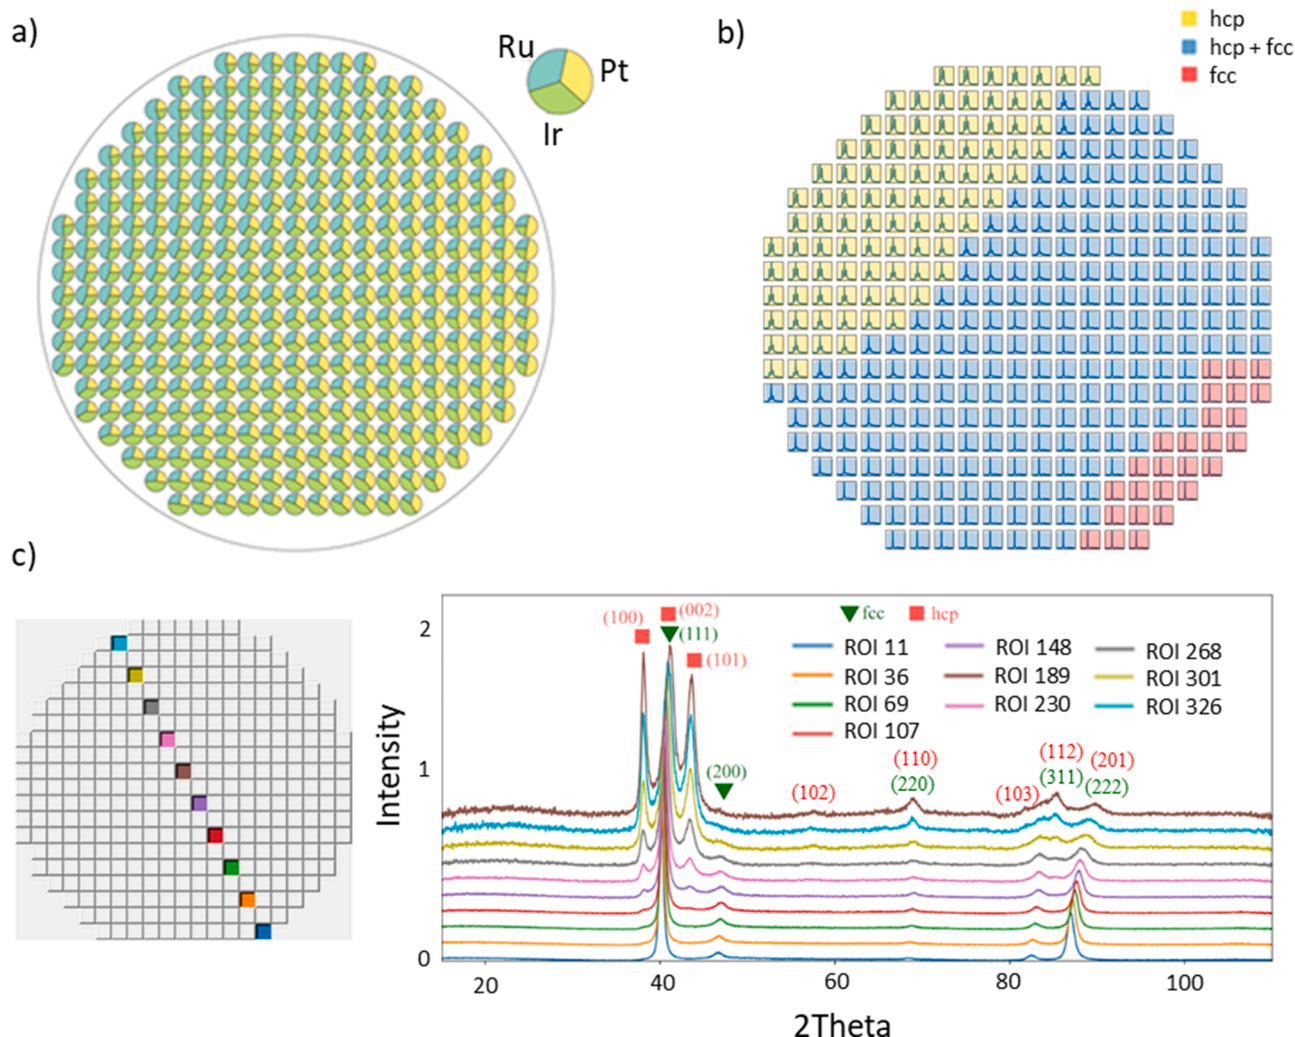 a)
Ru
Pt
Ir
b)
hcp
hcp + fcc
fcc
c)
Intensity
2
1
0
(100)
(002)
(111)
(101)
(200)
fcc
hcp
ROI 11
ROI 36
ROI 69
ROI 107
ROI 148
ROI 189
ROI 230
ROI 268
ROI 301
ROI 326
(102)
(110)
(220)
(103)
(112)
(311)
(201)
(222)
20
40
60
80
100
2Theta